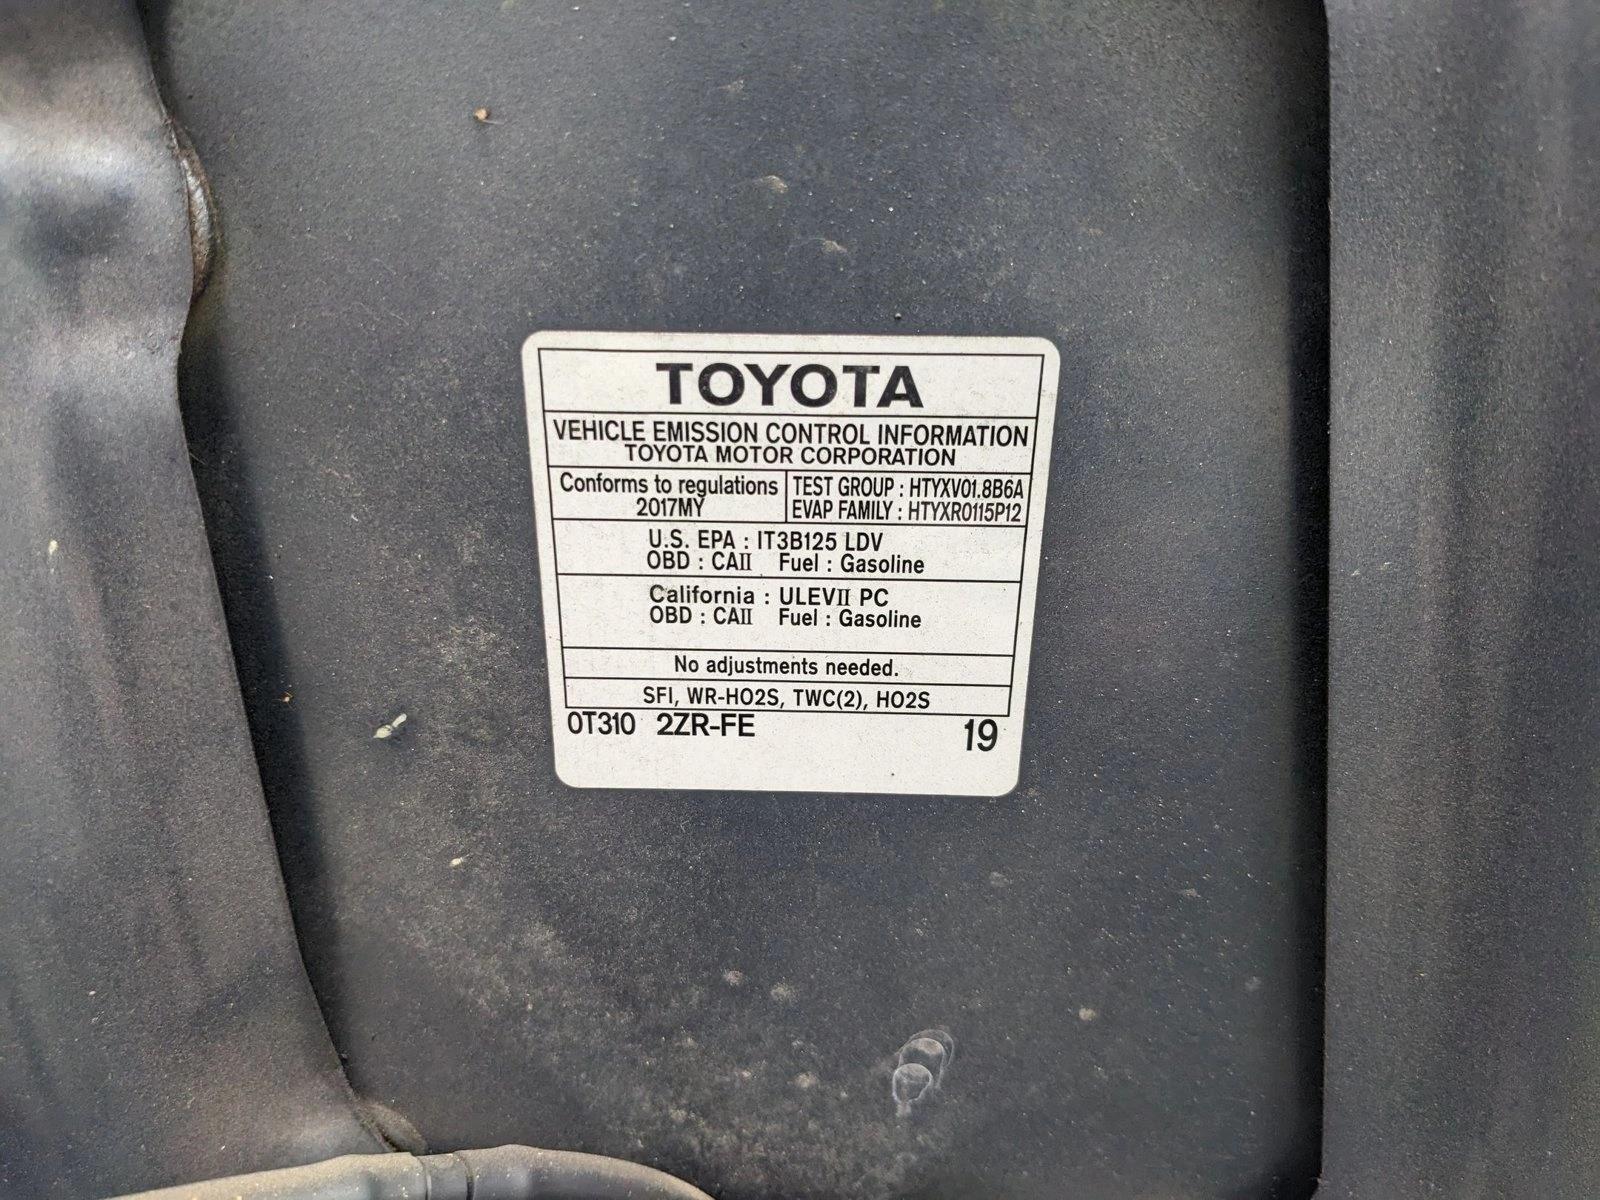 TOYOTA
VEHICLE EMISSION CONTROL INFORMATION
TOYOTA MOTOR CORPORATION
Conforms to regulations
2017MY
TEST GROUP : HTYXV01.8B6A
EVAP FAMILY : HTYXR0115P12
U.S. EPA : IT3B125 LDV
OBD : CAII Fuel : Gasoline
California : ULEVII PC
OBD : CAII Fuel : Gasoline
No adjustments needed.
SFI, WR-HO2S, TWC(2), HO2S
0T310 2ZR-FE 19